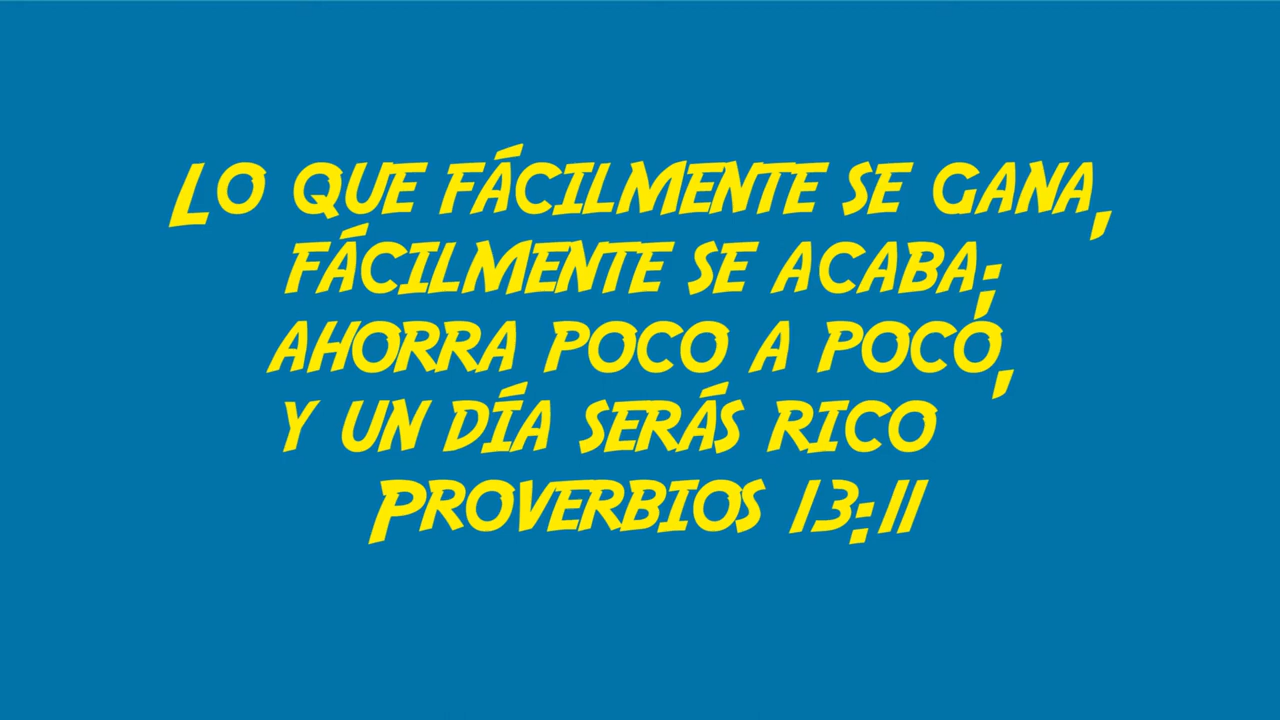 Lo que fácilmente se gana,
fácilmente se acaba;
ahorra poco a poco,
y un día serás rico
Proverbios 13:11